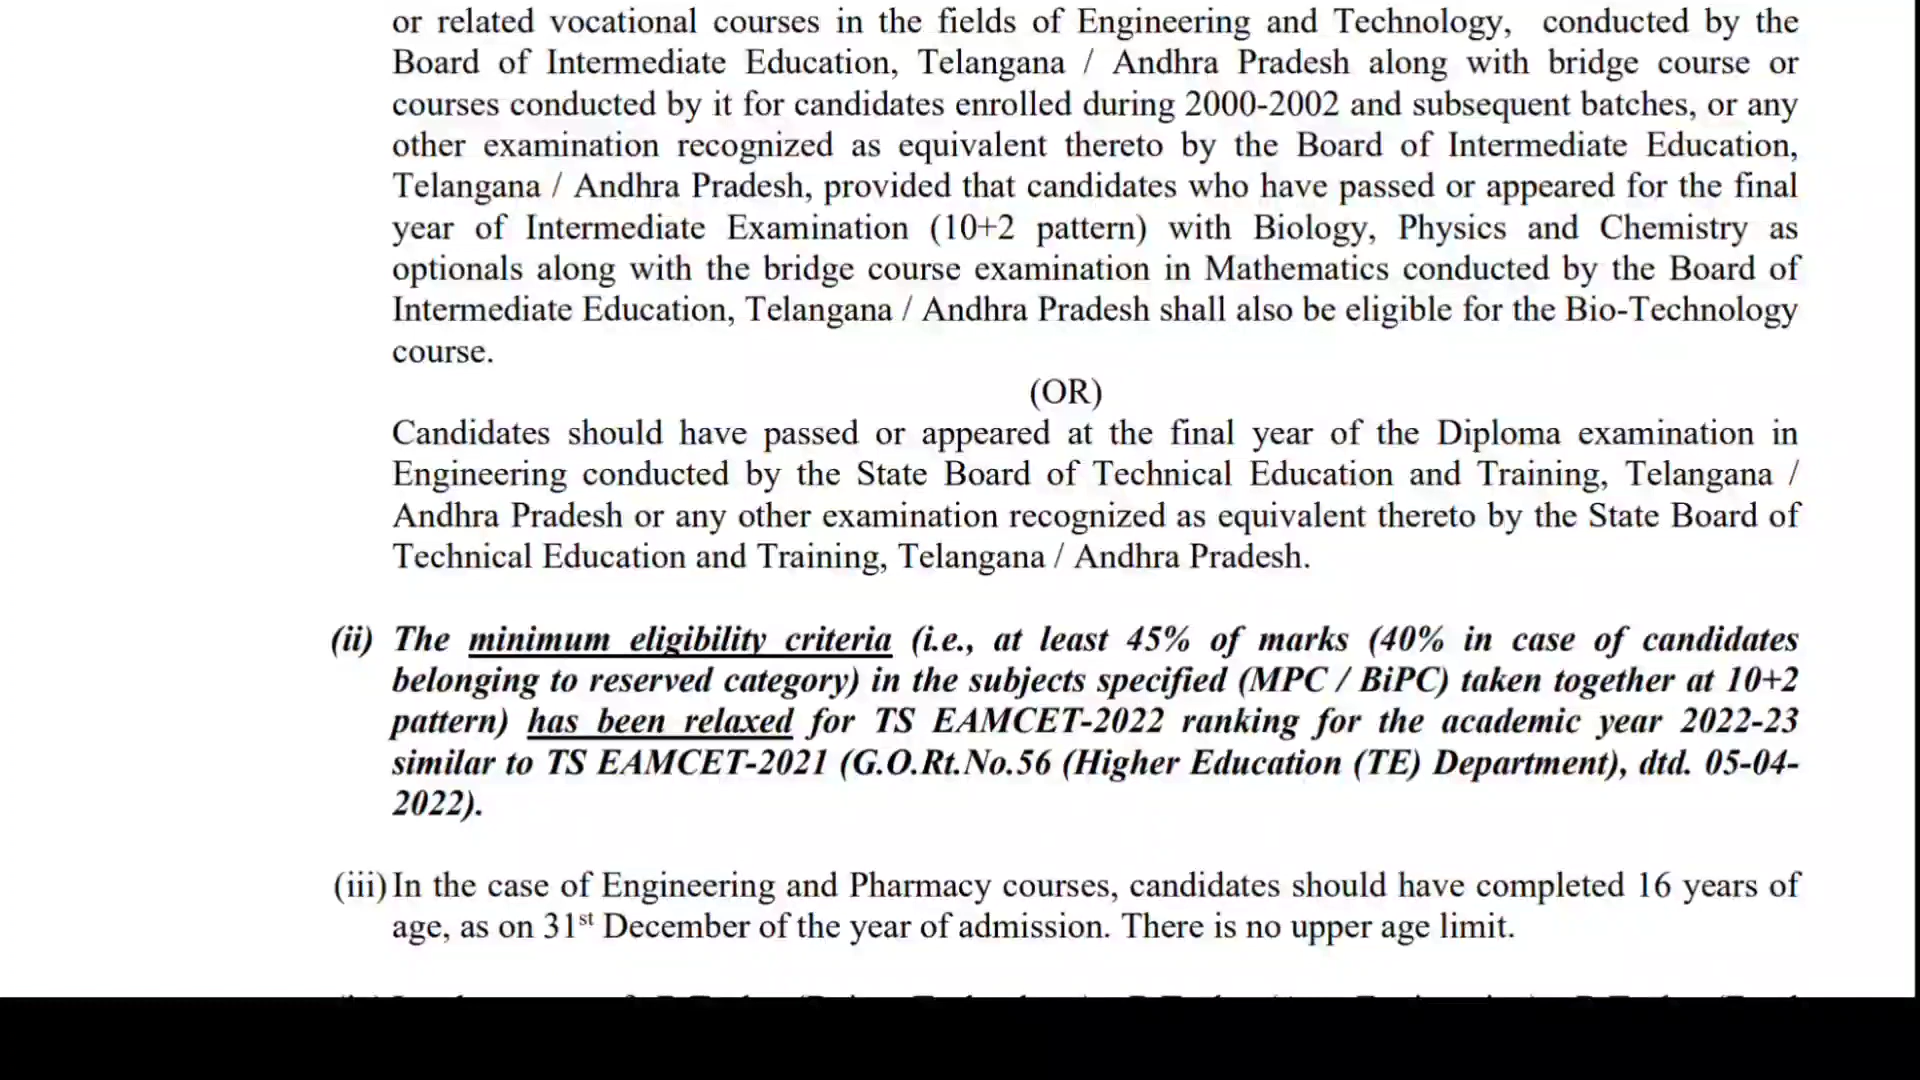 or related vocational courses in the fields of Engineering and Technology, conducted by the
Board of Intermediate Education, Telangana / Andhra Pradesh along with bridge course or
courses conducted by it for candidates enrolled during 2000-2002 and subsequent batches, or any
other examination recognized as equivalent thereto by the Board of Intermediate Education,
Telangana / Andhra Pradesh, provided that candidates who have passed or appeared for the final
year of Intermediate Examination (10+2 pattern) with Biology, Physics and Chemistry as
optionals along with the bridge course examination in Mathematics conducted by the Board of
Intermediate Education, Telangana / Andhra Pradesh shall also be eligible for the Bio-Technology
course.
(OR)
Candidates should have passed or appeared at the final year of the Diploma examination in
Engineering conducted by the State Board of Technical Education and Training, Telangana /
Andhra Pradesh or any other examination recognized as equivalent thereto by the State Board of
Technical Education and Training, Telangana / Andhra Pradesh.
(ii) The minimum eligibility criteria (i.e., at least 45% of marks (40% in case of candidates
belonging to reserved category) in the subjects specified (MPC / BiPC) taken together at 10+2
pattern) has been relaxed for TS EAMCET-2022 ranking for the academic year 2022-23
similar to TS EAMCET-2021 (G.O.Rt.No.56 (Higher Education (TE) Department), dtd. 05-04-
2022).
(iii) In the case of Engineering and Pharmacy courses, candidates should have completed 16 years of
age, as on 31st December of the year of admission. There is no upper age limit.